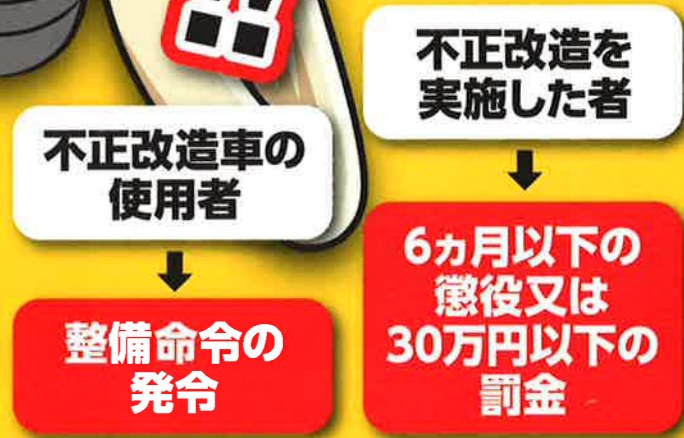 不正改造車の
使用者
整備命令の
発令
不正改造を
実施した者
6ヵ月以下の
懲役又は
30万円以下の
罰金